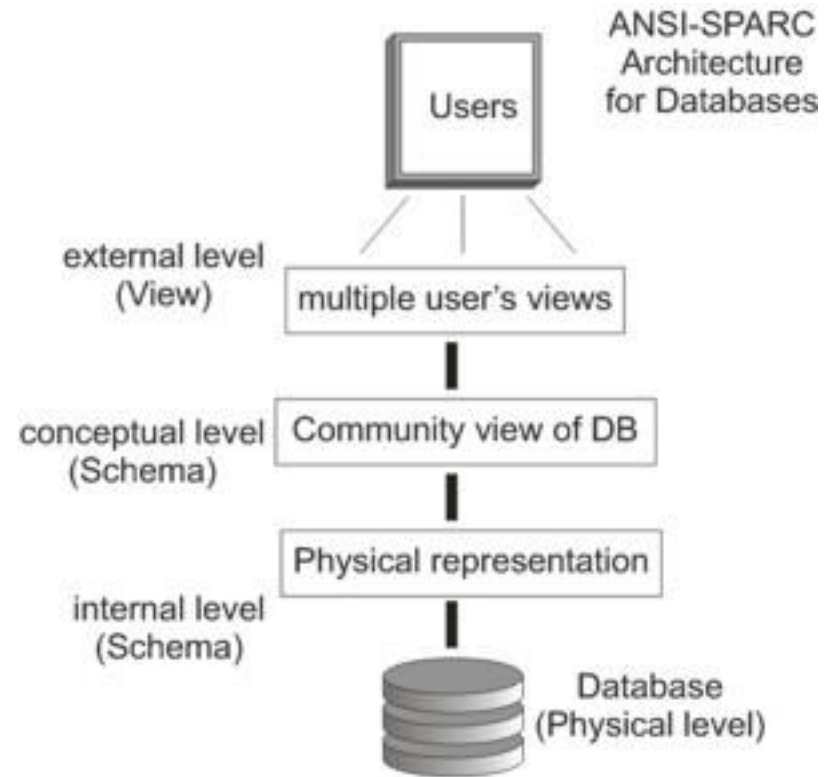 ANSI-SPARC
Architecture
for Databases
Users
external level
(View)
multiple user's views
conceptual level
(Schema)
Community view of DB
Physical representation
internal level
(Schema)
Database
(Physical level)